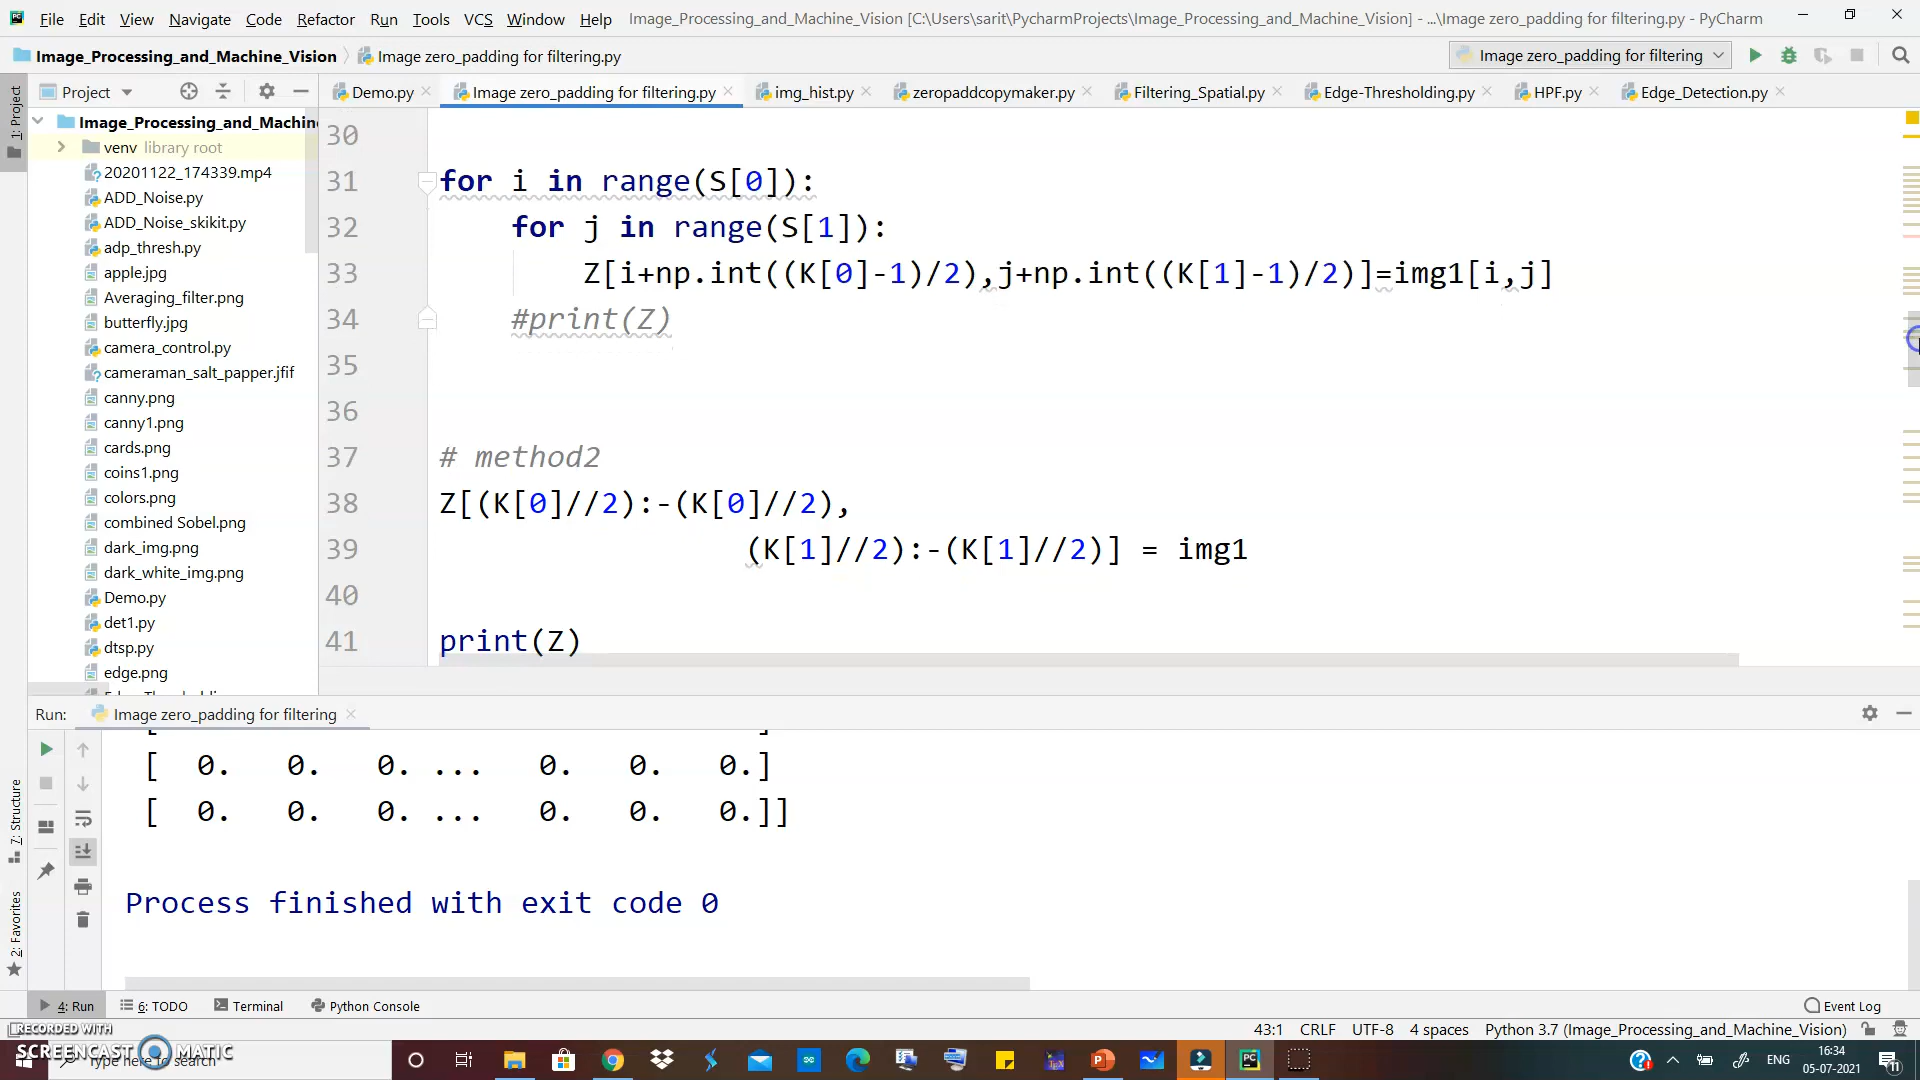 File Edit View Navigate Code Refactor Run Tools VCS Window Help Image_Processing_and_Machine_Vision [C:\Users\sarit\PycharmProjects\Image_Processing_and_Machine_Vision] - ...\Image zero_padding for filtering.py - PyCharm
Image_Processing_and_Machine_Vision Image zero_padding for filtering.py Image zero_padding for filtering
Project Demo.py Image zero_padding for filtering.py img_hist.py zeropaddcopymaker.py Filtering_Spatial.py Edge-Thresholding.py HPF.py Edge_Detection.py
1: Project
Image_Processing_and_Machin
venv library root
20201122_174339.mp4
ADD_Noise.py
ADD_Noise_skikit.py
adp_thresh.py
apple.jpg
Averaging_filter.png
butterfly.jpg
camera_control.py
cameraman_salt_papper.jfif
canny.png
canny1.png
cards.png
coins1.png
colors.png
combined Sobel.png
dark_img.png
dark_white_img.png
Demo.py
det1.py
dtsp.py
edge.png
30
31 for i in range(S[0]):
32 for j in range(S[1]):
33 Z[i+np.int((K[0]-1)/2),j+np.int((K[1]-1)/2)]=img1[i,j]
34 #print(Z)
35
36
37 # method2
38 Z[(K[0]//2):-(K[0]//2),
39 (K[1]//2):-(K[1]//2)] = img1
40
41 print(Z)
Run: Image zero_padding for filtering
[ 0. 0. 0. ... 0. 0. 0.]
[ 0. 0. 0. ... 0. 0. 0.]]
Process finished with exit code 0
7: Structure
2: Favorites
4: Run 6: TODO Terminal Python Console Event Log
43:1 CRLF UTF-8 4 spaces Python 3.7 (Image_Processing_and_Machine_Vision)
RECORDED WITH
SCREENCAST MATIC
Type here to search
ENG 16:34
05-07-2021
11